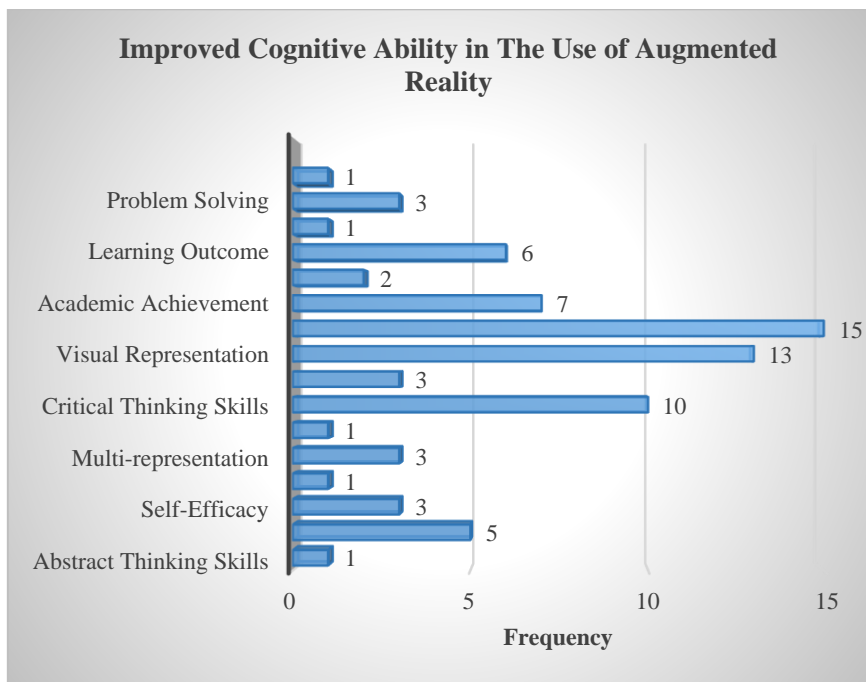 Improved Cognitive Ability in The Use of Augmented
Reality
1
Problem Solving 3
1
Learning Outcome 6
2
Academic Achievement 7
15
Visual Representation 13
3
Critical Thinking Skills 10
1
Multi-representation 3
1
Self-Efficacy 3
5
Abstract Thinking Skills 1
0 5 10 15
Frequency